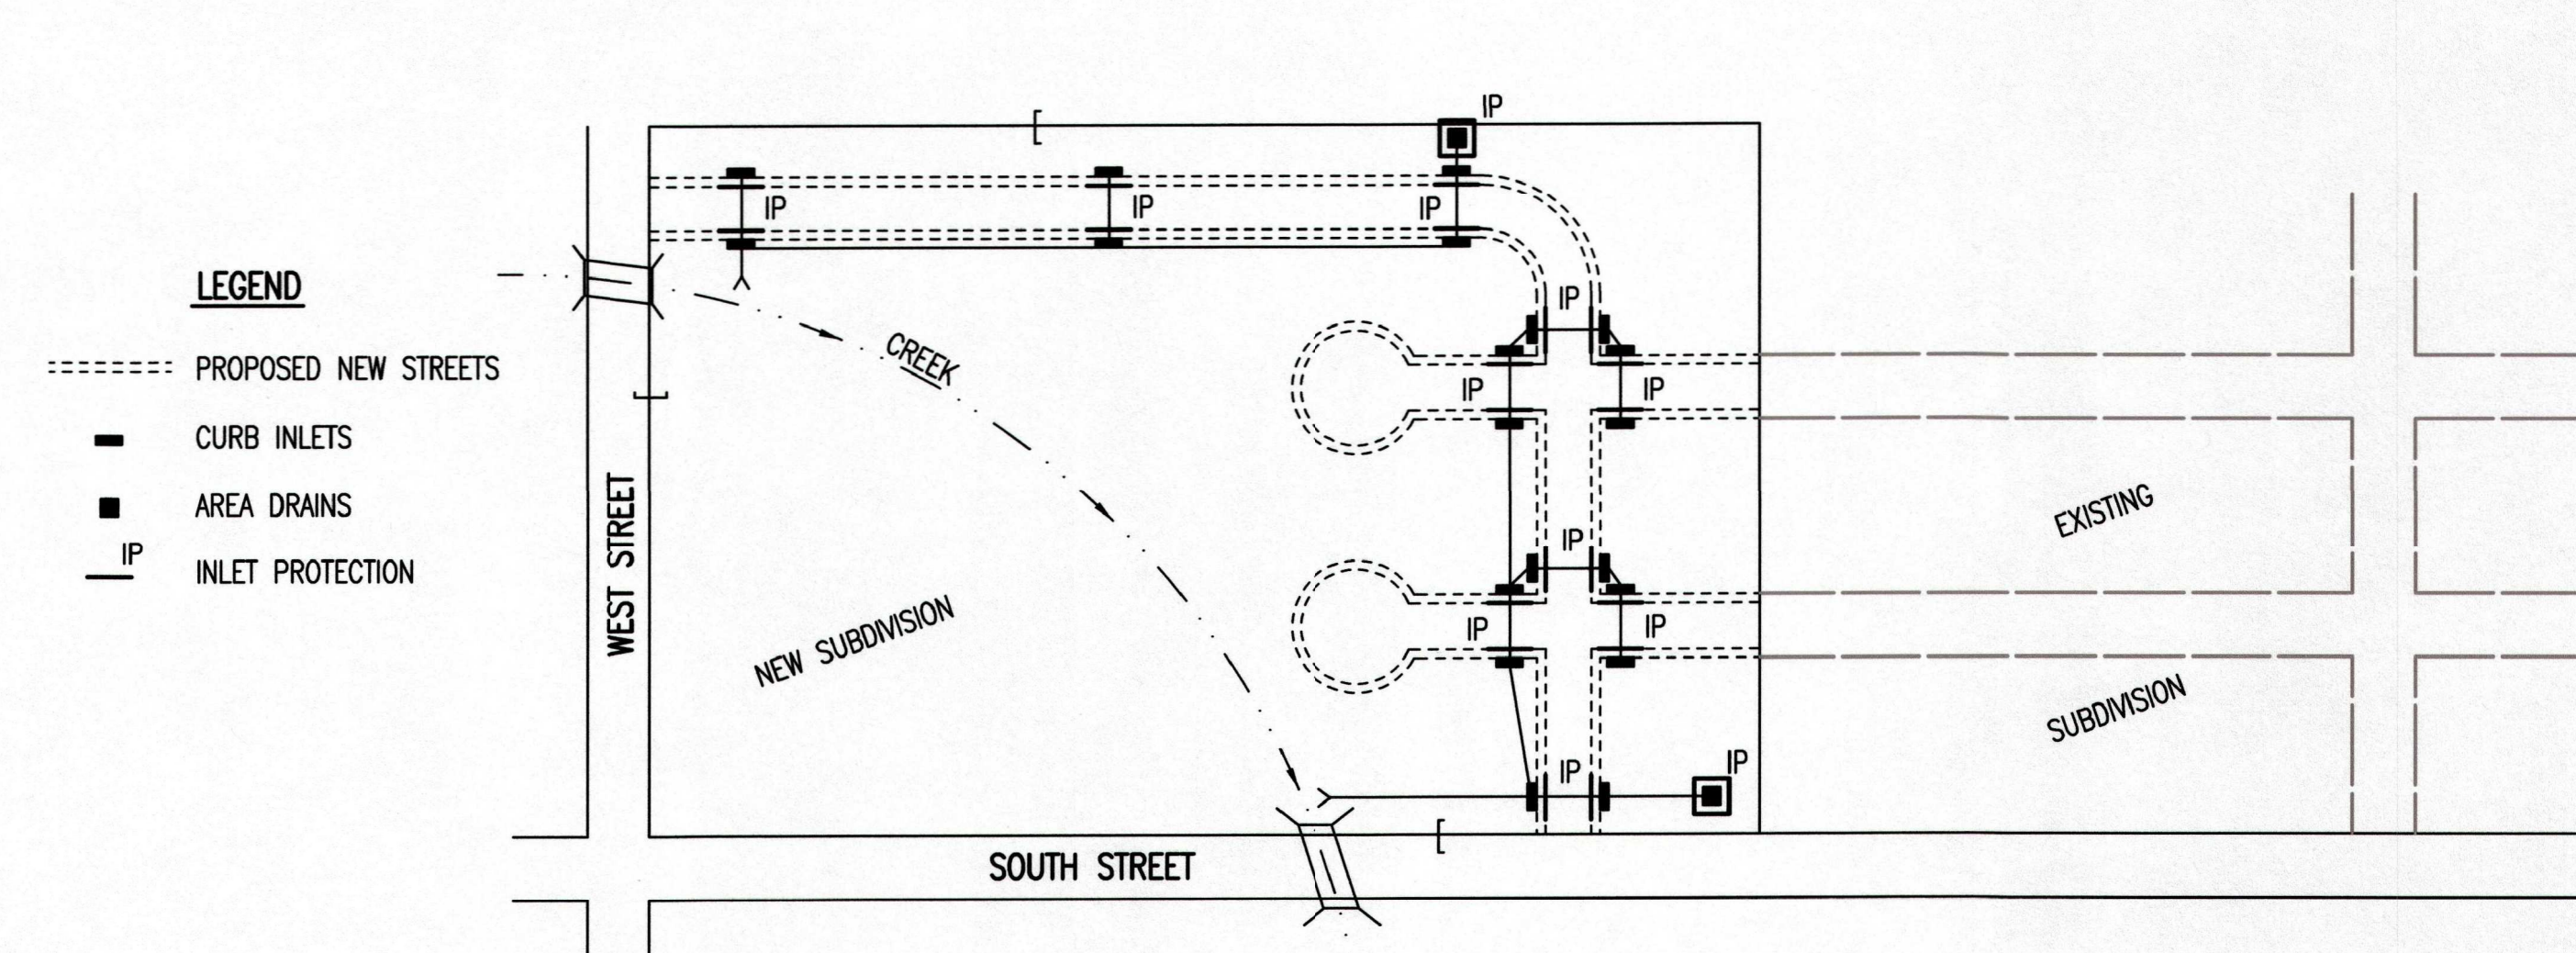 IP
IP
IP
IP
LEGEND
PROPOSED NEW STREETS
CURB INLETS
AREA DRAINS
IP
INLET PROTECTION
WEST STREET
CREEK
NEW SUBDIVISION
IP
IP
IP
IP
IP
IP
IP
IP
EXISTING
SUBDIVISION
SOUTH STREET